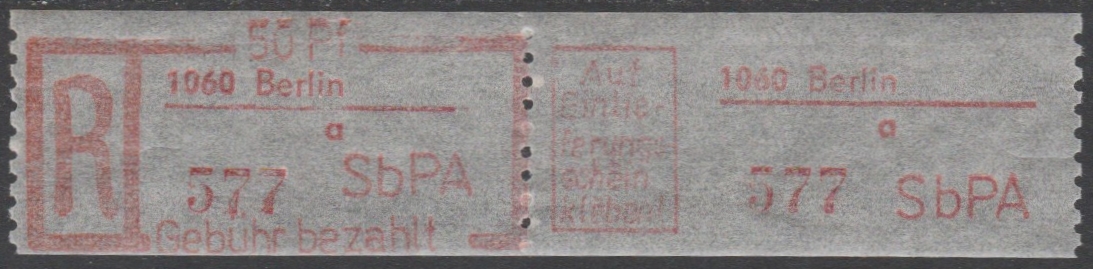 50 Pf
R
1060 Berlin
a
577 SbPA
Gebühr bezahlt
Auf
Einlie-
ferungs-
schein
kleben!
1060 Berlin
a
577 SbPA